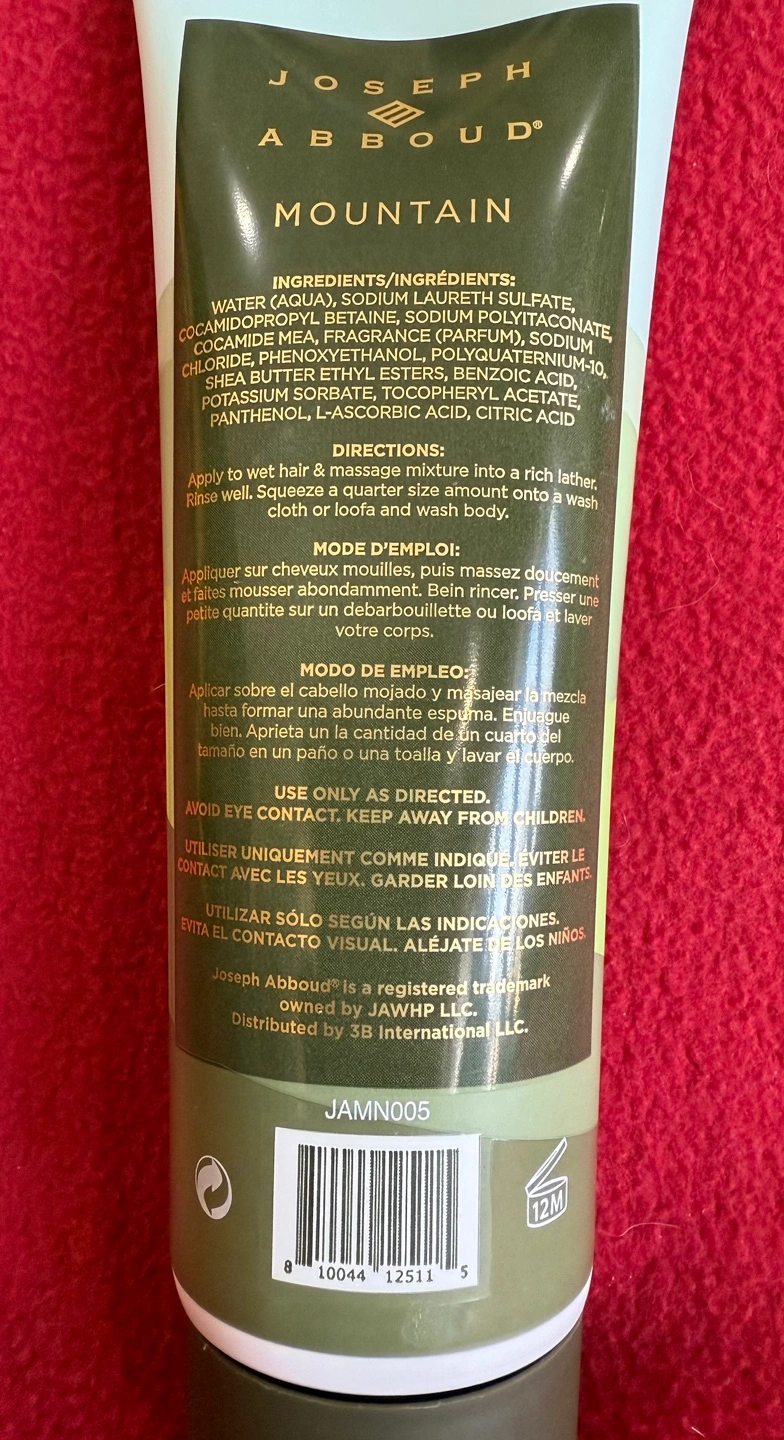 JOSEPH
ABBOUD®
MOUNTAIN
INGREDIENTS/INGRÉDIENTS:
WATER (AQUA), SODIUM LAURETH SULFATE,
COCAMIDOPROPYL BETAINE, SODIUM POLYITACONATE,
COCAMIDE MEA, FRAGRANCE (PARFUM), SODIUM
CHLORIDE, PHENOXYETHANOL, POLYQUATERNIUM-10,
SHEA BUTTER ETHYL ESTERS, BENZOIC ACID,
POTASSIUM SORBATE, TOCOPHERYL ACETATE,
PANTHENOL, L-ASCORBIC ACID, CITRIC ACID
DIRECTIONS:
Apply to wet hair & massage mixture into a rich lather.
Rinse well. Squeeze a quarter size amount onto a wash
cloth or loofa and wash body.
MODE D'EMPLOI:
Appliquer sur cheveux mouilles, puis massez doucement
et faites mousser abondamment. Bein rincer. Presser une
petite quantite sur un debarbouillette ou loofa et laver
votre corps.
MODO DE EMPLEO:
Aplicar sobre el cabello mojado y masajear la mezcla
hasta formar una abundante espuma. Enjuague
bien. Aprieta un la cantidad de un cuarto del
tamaño en un paño o una toalla y lavar el cuerpo.
USE ONLY AS DIRECTED.
AVOID EYE CONTACT. KEEP AWAY FROM CHILDREN.
UTILISER UNIQUEMENT COMME INDIQUÉ. ÉVITER LE
CONTACT AVEC LES YEUX. GARDER LOIN DES ENFANTS.
UTILIZAR SÓLO SEGÚN LAS INDICACIONES.
EVITA EL CONTACTO VISUAL. ALÉJATE DE LOS NIÑOS.
Joseph Abboud® is a registered trademark
owned by JAWHP LLC.
Distributed by 3B International LLC.
JAMN005
12M
8 10044 12511 5